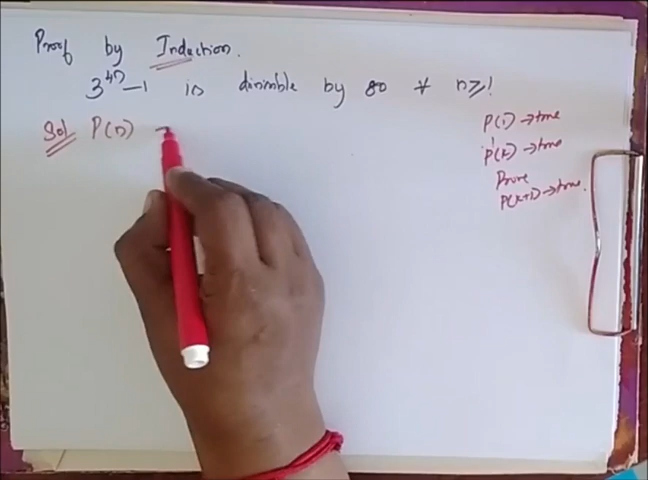 Proof by Induction.
3^4n - 1 is divisible by 80 ∀ n ≥ 1
Sol P(n)
P(1) → true
P(k) → true
Prove
P(k+1) → true.